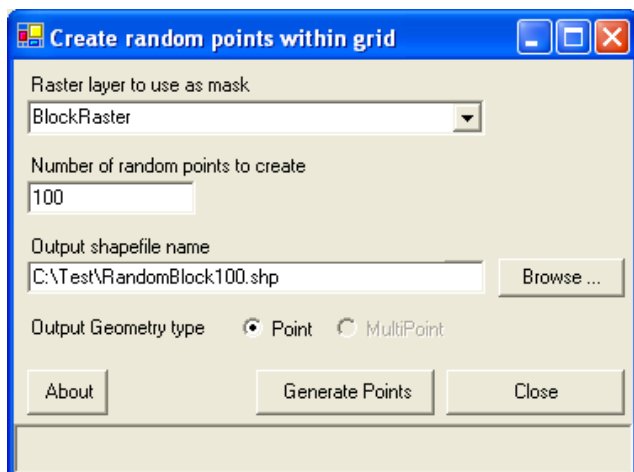 Create random points within grid
Raster layer to use as mask
BlockRaster
Number of random points to create
100
Output shapefile name
C:\Test\RandomBlock100.shp
Browse ...
Output Geometry type Point MultiPoint
About Generate Points Close